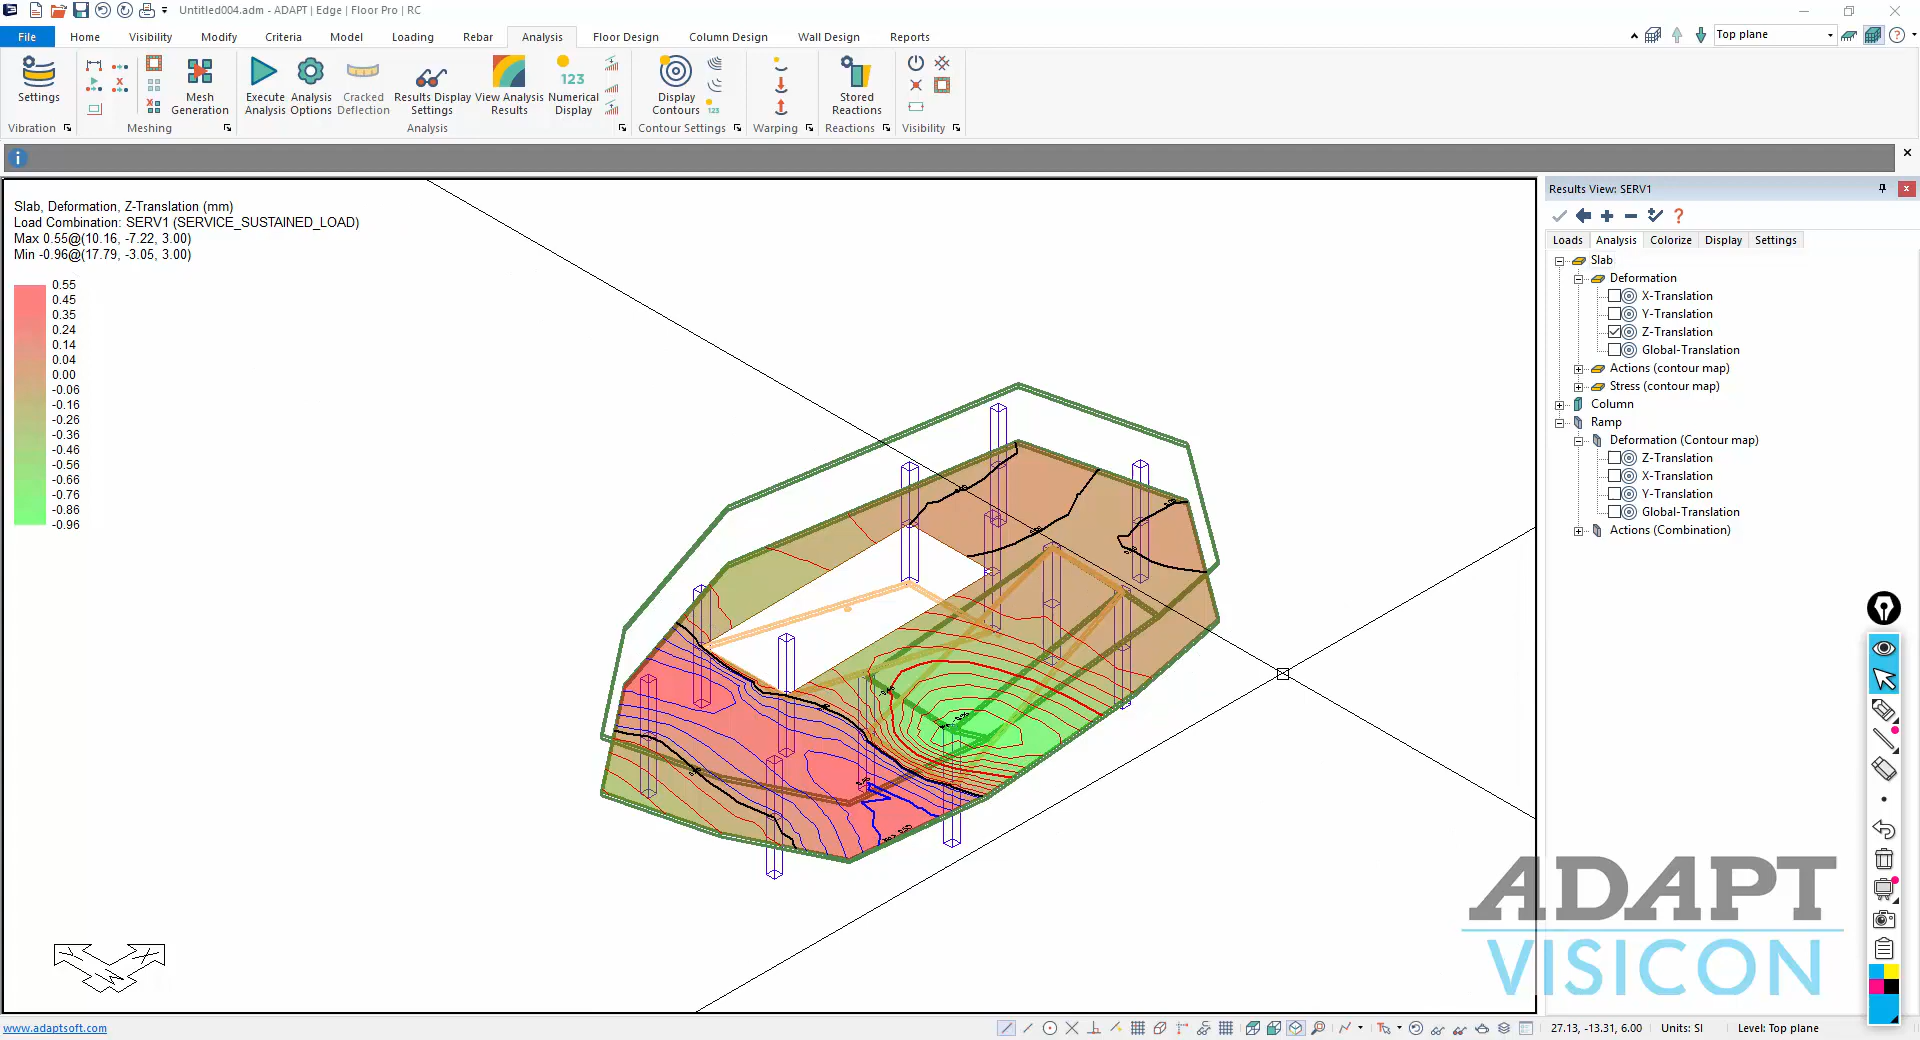 Untitled004.adm - ADAPT | Edge | Floor Pro | RC
File Home Visibility Modify Criteria Model Loading Rebar Analysis Floor Design Column Design Wall Design Reports
Top plane
Settings
Mesh Generation
Execute Analysis
Analysis Options
Cracked Deflection
Results Display Settings
View Analysis Results
123
Numerical Display
Display Contours
123
Stored Reactions
Vibration Meshing Analysis Contour Settings Warping Reactions Visibility
Slab, Deformation, Z-Translation (mm)
Load Combination: SERV1 (SERVICE_SUSTAINED_LOAD)
Max 0.55@(10.16, -7.22, 3.00)
Min -0.96@(17.79, -3.05, 3.00)
0.55
0.45
0.35
0.24
0.14
0.04
0.00
-0.06
-0.16
-0.26
-0.36
-0.46
-0.56
-0.66
-0.76
-0.86
-0.96
Results View: SERV1
Loads Analysis Colorize Display Settings
Slab
Deformation
X-Translation
Y-Translation
Z-Translation
Global-Translation
Actions (contour map)
Stress (contour map)
Column
Ramp
Deformation (Contour map)
Z-Translation
X-Translation
Y-Translation
Global-Translation
Actions (Combination)
ADAPT
VISICON
www.adaptsoft.com
27.13, -13.31, 6.00 Units: SI Level: Top plane